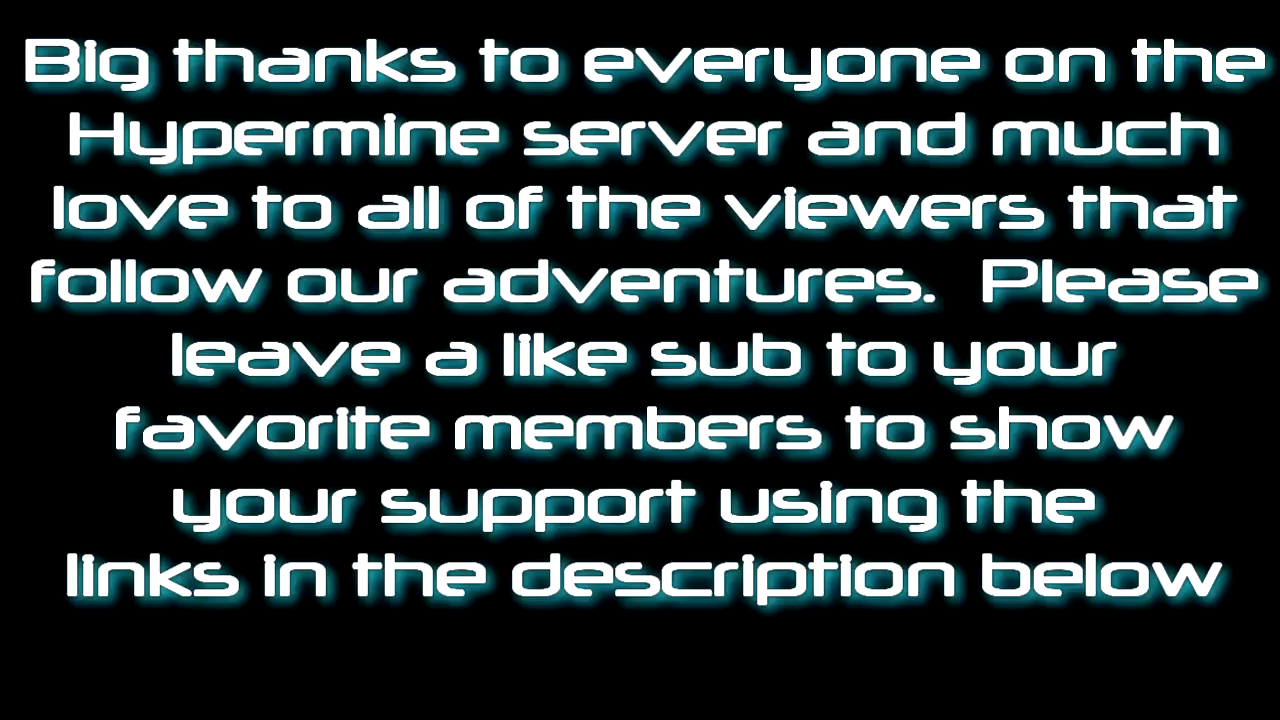 Big thanks to everyone on the
Hypermine server and much
love to all of the viewers that
follow our adventures.  Please
leave a like sub to your
favorite members to show
your support using the
links in the description below